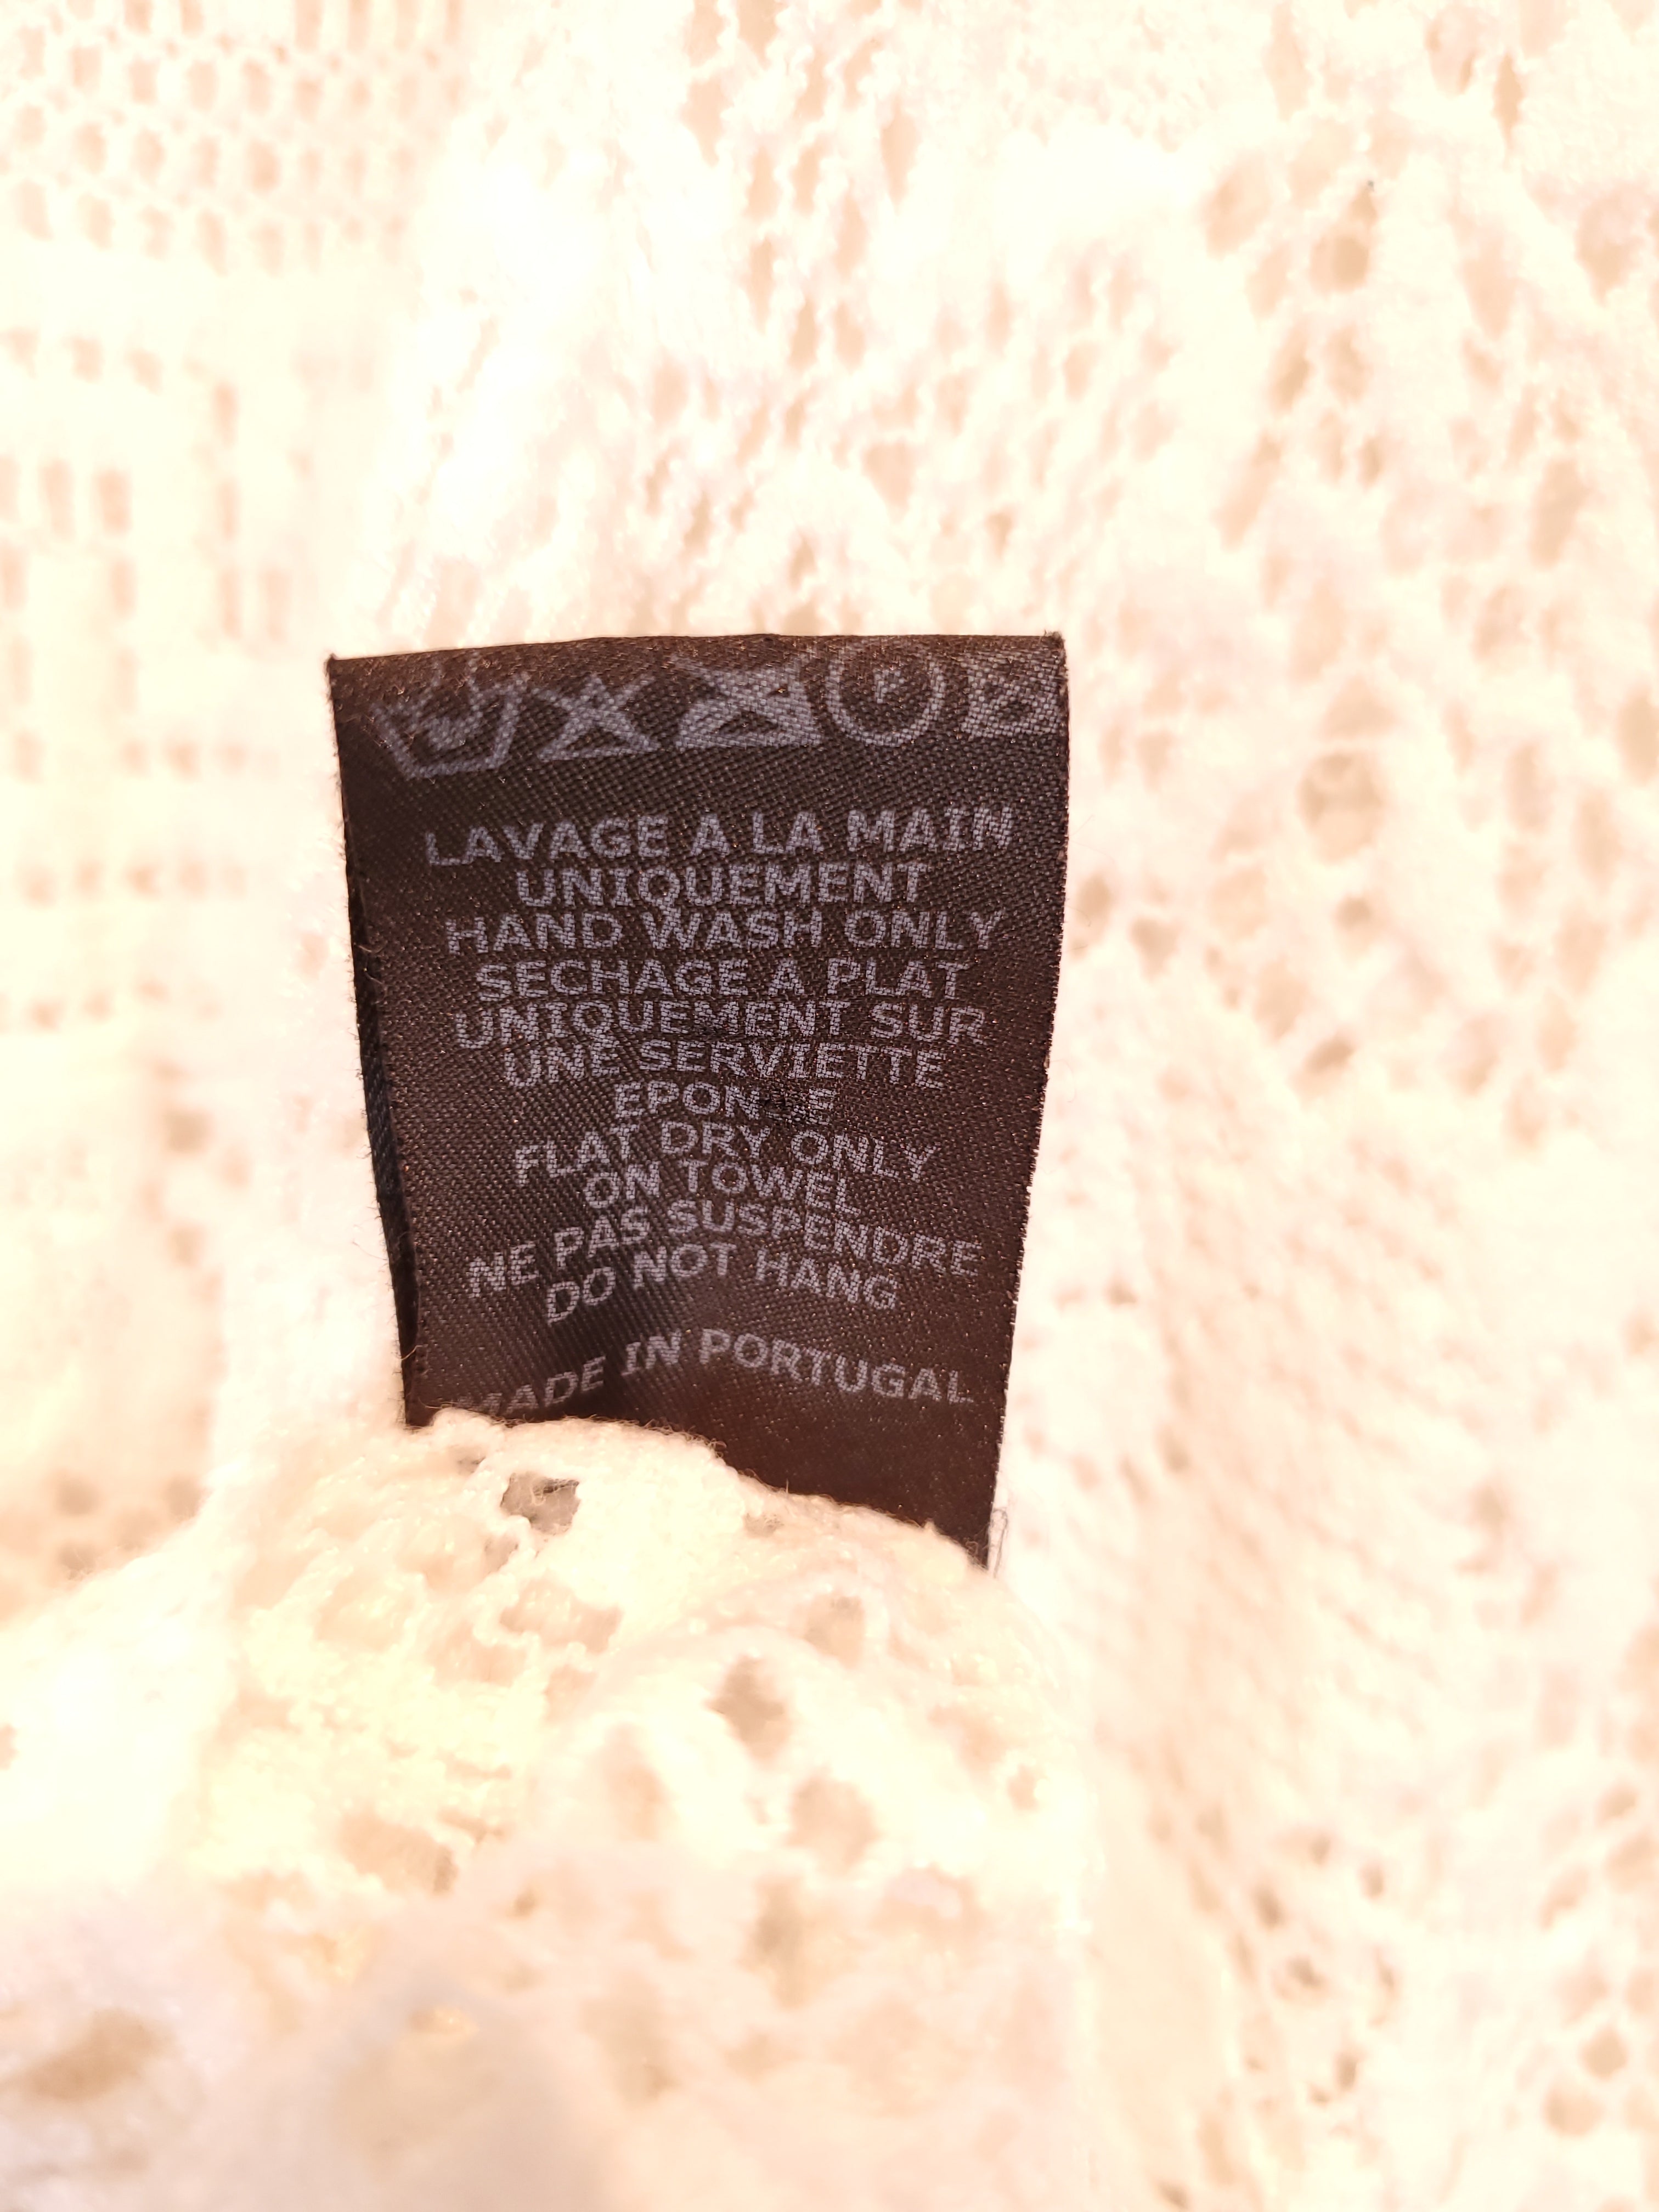 P
LAVAGE A LA MAIN
UNIQUEMENT
HAND WASH ONLY
SECHAGE A PLAT
UNIQUEMENT SUR
UNE SERVIETTE
EPONGE
FLAT DRY ONLY
ON TOWEL
NE PAS SUSPENDRE
DO NOT HANG
MADE IN PORTUGAL